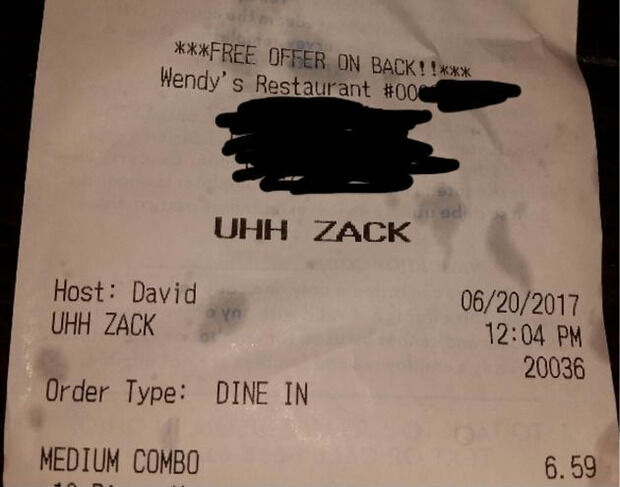 ***FREE OFFER ON BACK!!***
Wendy's Restaurant #00
UHH ZACK
Host: David
06/20/2017
UHH ZACK
12:04 PM
20036
Order Type: DINE IN
MEDIUM COMBO 6.59